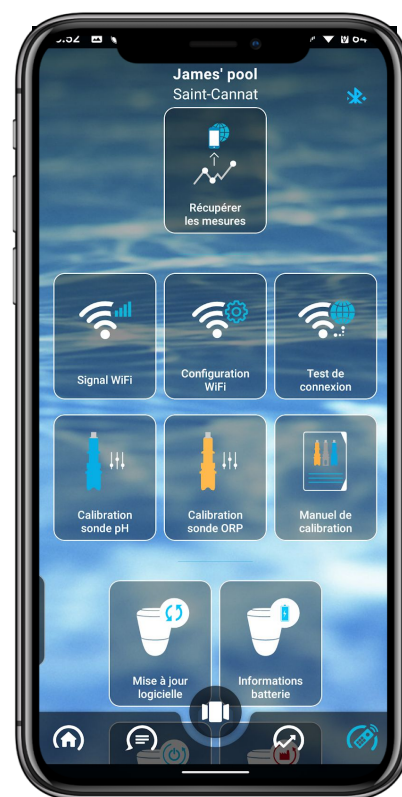 James' pool
Saint-Cannat
Récupérer
les mesures
Signal WiFi
Configuration
WiFi
Test de
connexion
Calibration
sonde pH
Calibration
sonde ORP
Manuel de
calibration
Mise à jour
logicielle
Informations
batterie